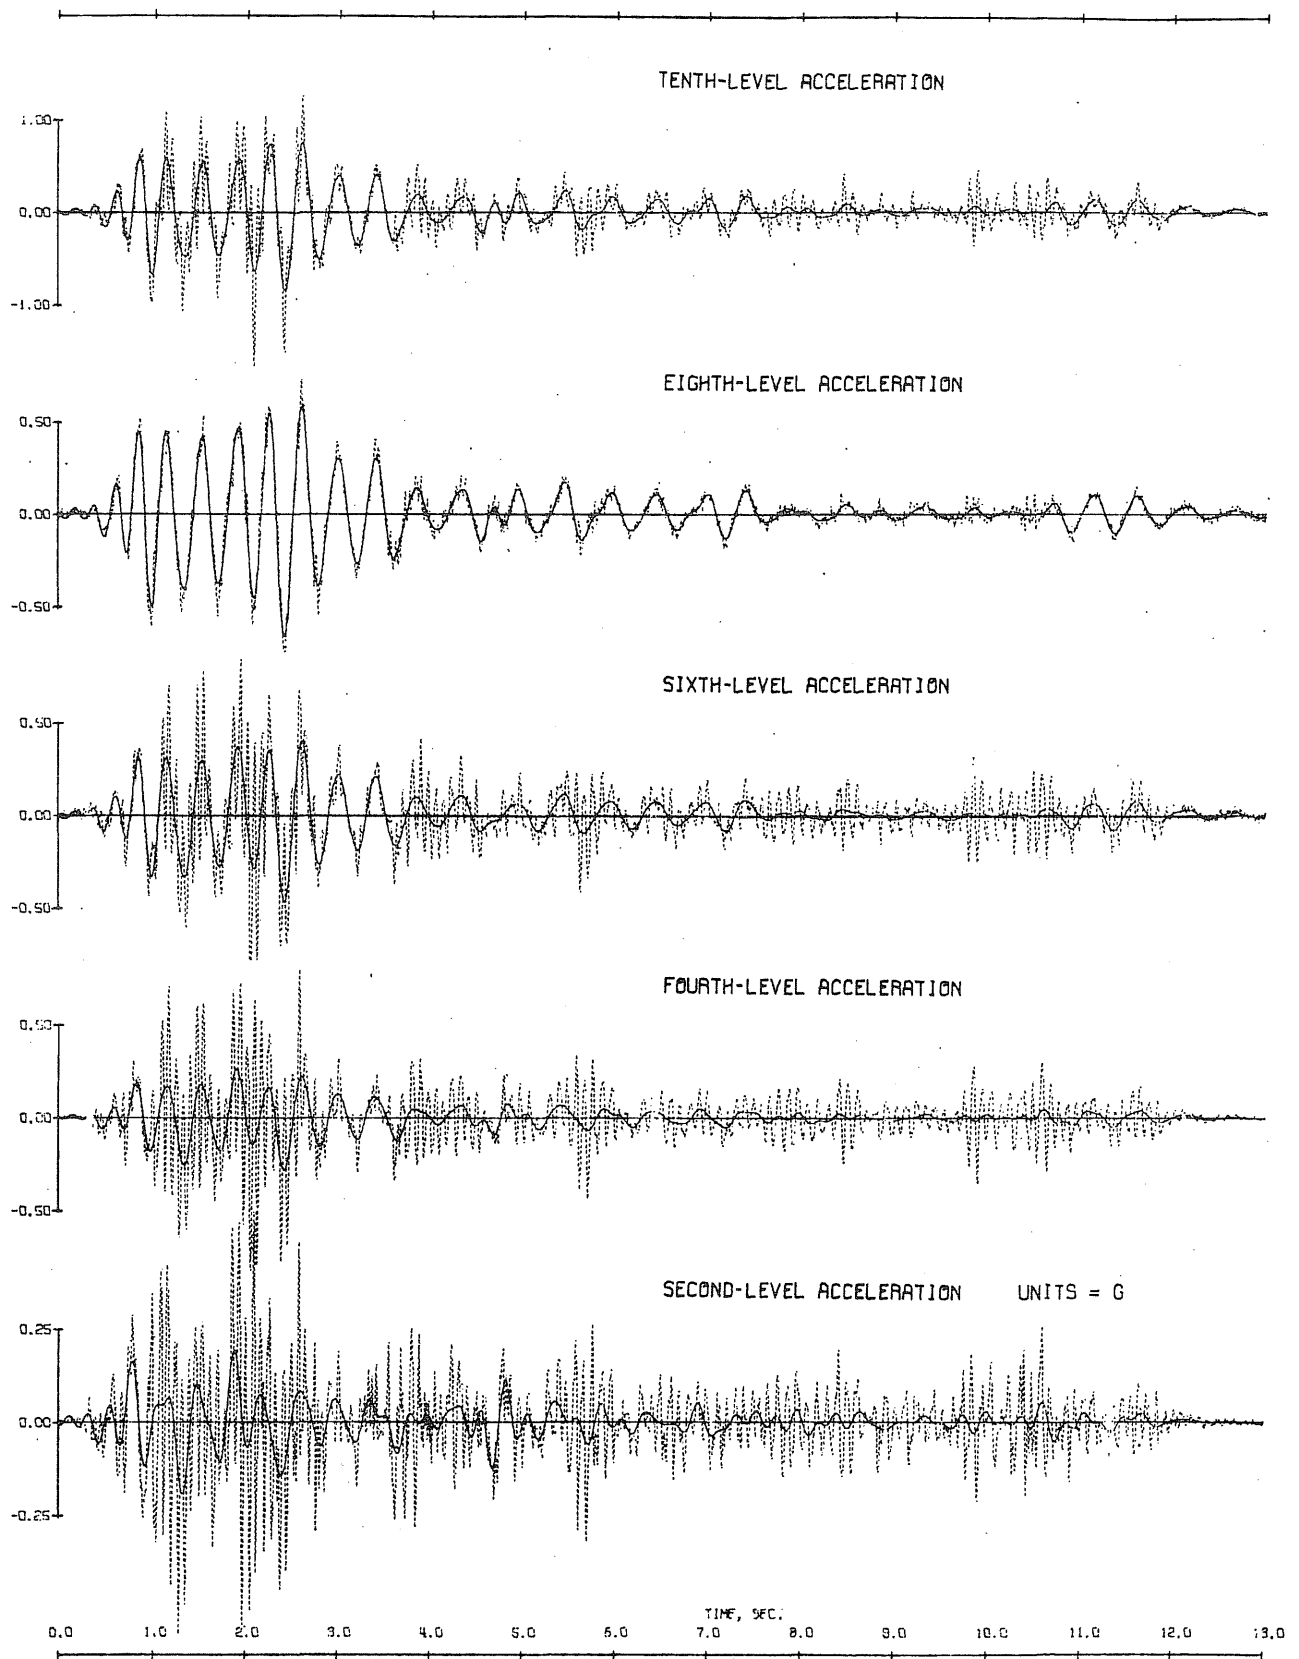 TENTH-LEVEL ACCELERATION
1.00
0.00
-1.00
EIGHTH-LEVEL ACCELERATION
0.50
0.00
-0.50
SIXTH-LEVEL ACCELERATION
0.50
0.00
-0.50
FOURTH-LEVEL ACCELERATION
0.50
0.00
-0.50
SECOND-LEVEL ACCELERATION UNITS = G
0.25
0.00
-0.25
TIME, SEC.
0.0 1.0 2.0 3.0 4.0 5.0 6.0 7.0 8.0 9.0 10.0 11.0 12.0 13.0